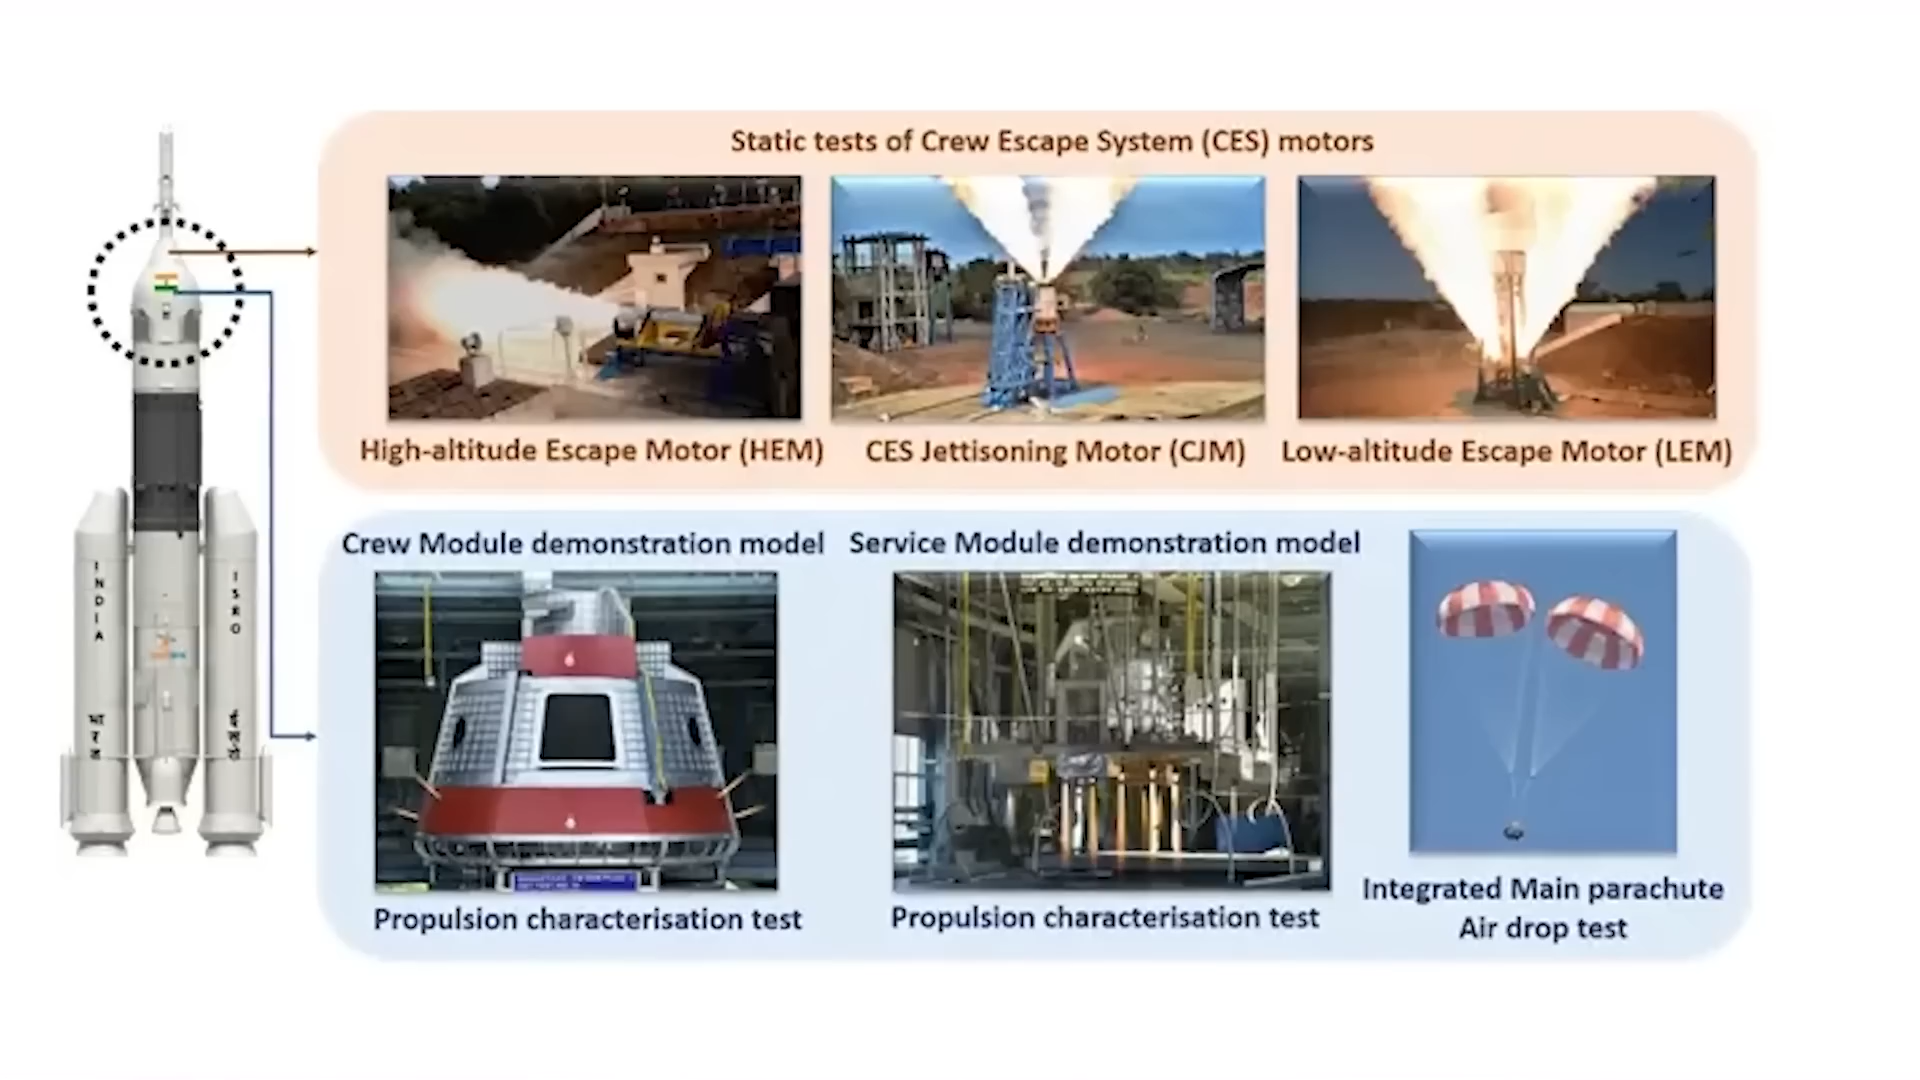 Static tests of Crew Escape System (CES) motors
High-altitude Escape Motor (HEM)
CES Jettisoning Motor (CJM)
Low-altitude Escape Motor (LEM)
Crew Module demonstration model
Service Module demonstration model
Propulsion characterisation test
Propulsion characterisation test
Integrated Main parachute
Air drop test
INDIA
ISRO
भारत
इसरो